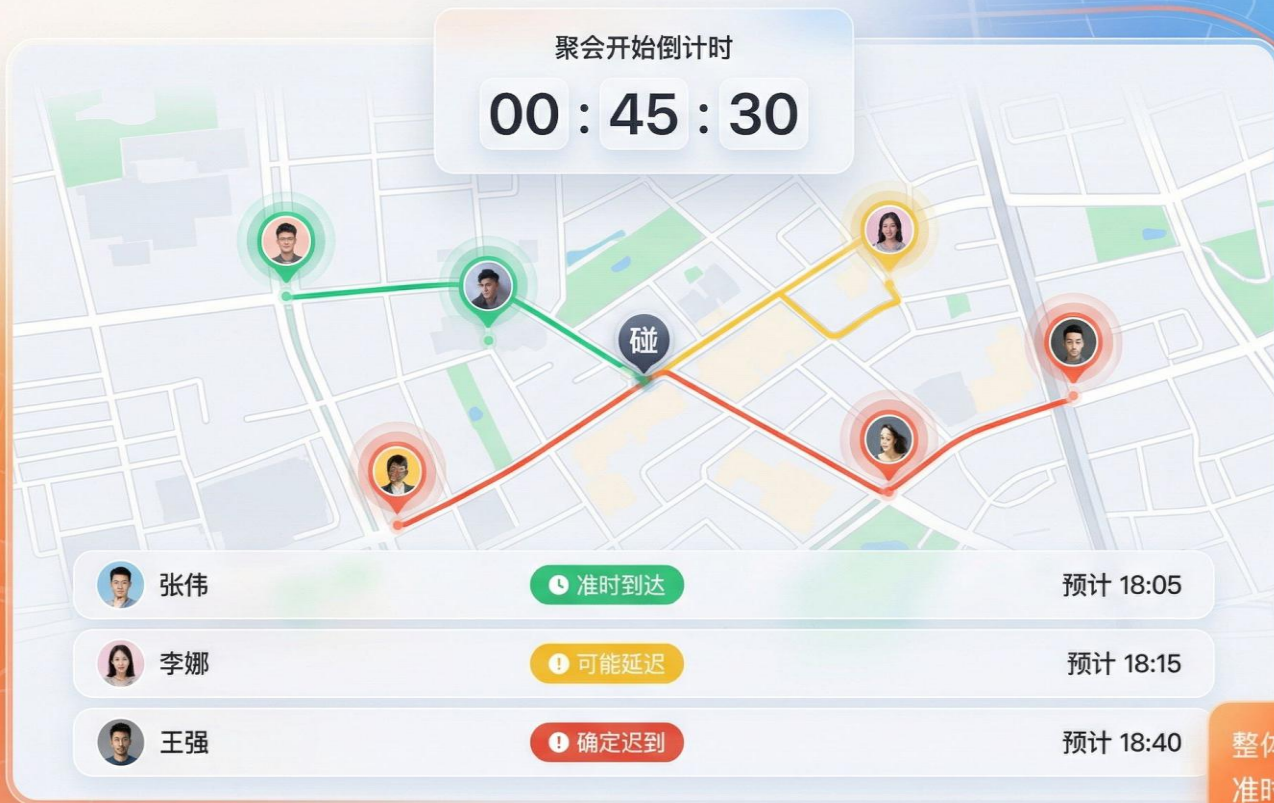 聚会开始倒计时
00 : 45 : 30
碰
张伟 准时到达 预计 18:05
李娜 可能延迟 预计 18:15
王强 确定迟到 预计 18:40
整体
准时